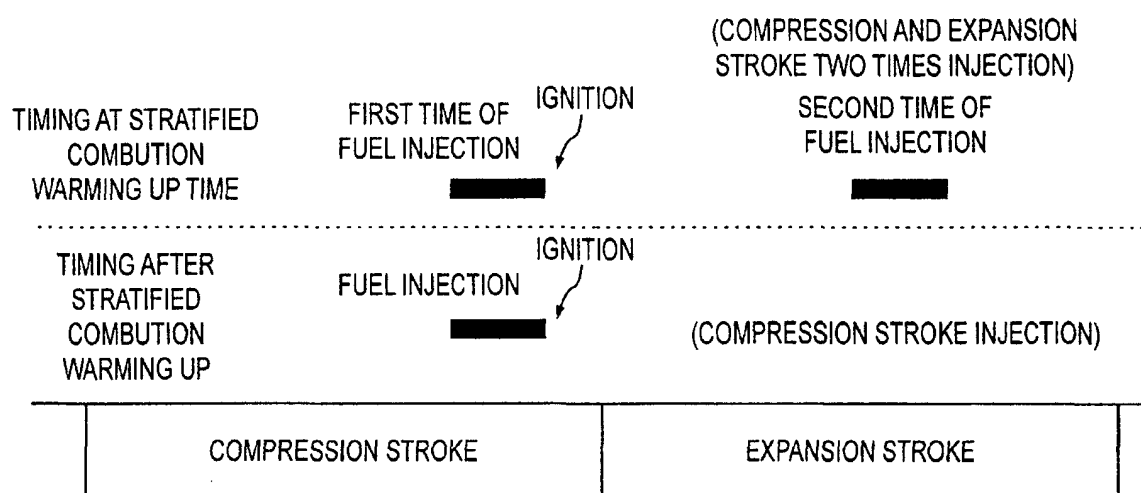 (COMPRESSION AND EXPANSION
STROKE TWO TIMES INJECTION)
TIMING AT STRATIFIED
COMBUTION
WARMING UP TIME
FIRST TIME OF
FUEL INJECTION
IGNITION
SECOND TIME OF
FUEL INJECTION
TIMING AFTER
STRATIFIED
COMBUTION
WARMING UP
FUEL INJECTION
IGNITION
(COMPRESSION STROKE INJECTION)
COMPRESSION STROKE
EXPANSION STROKE